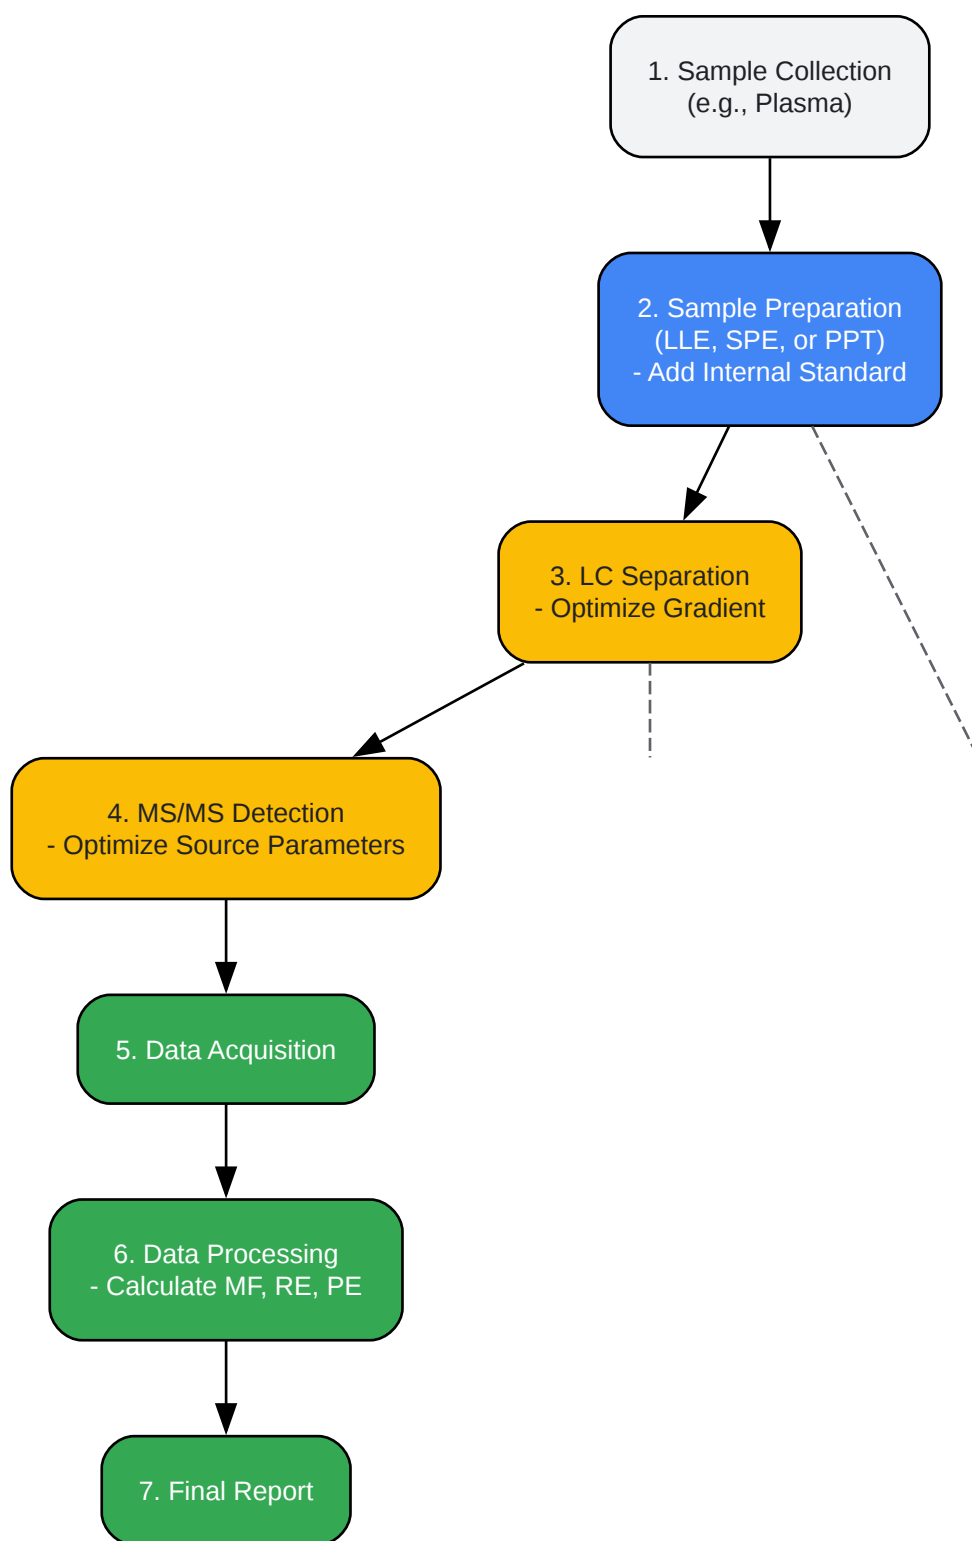 1. Sample Collection
(e.g., Plasma)
2. Sample Preparation
(LLE, SPE, or PPT)
- Add Internal Standard
3. LC Separation
- Optimize Gradient
4. MS/MS Detection
- Optimize Source Parameters
5. Data Acquisition
6. Data Processing
- Calculate MF, RE, PE
7. Final Report